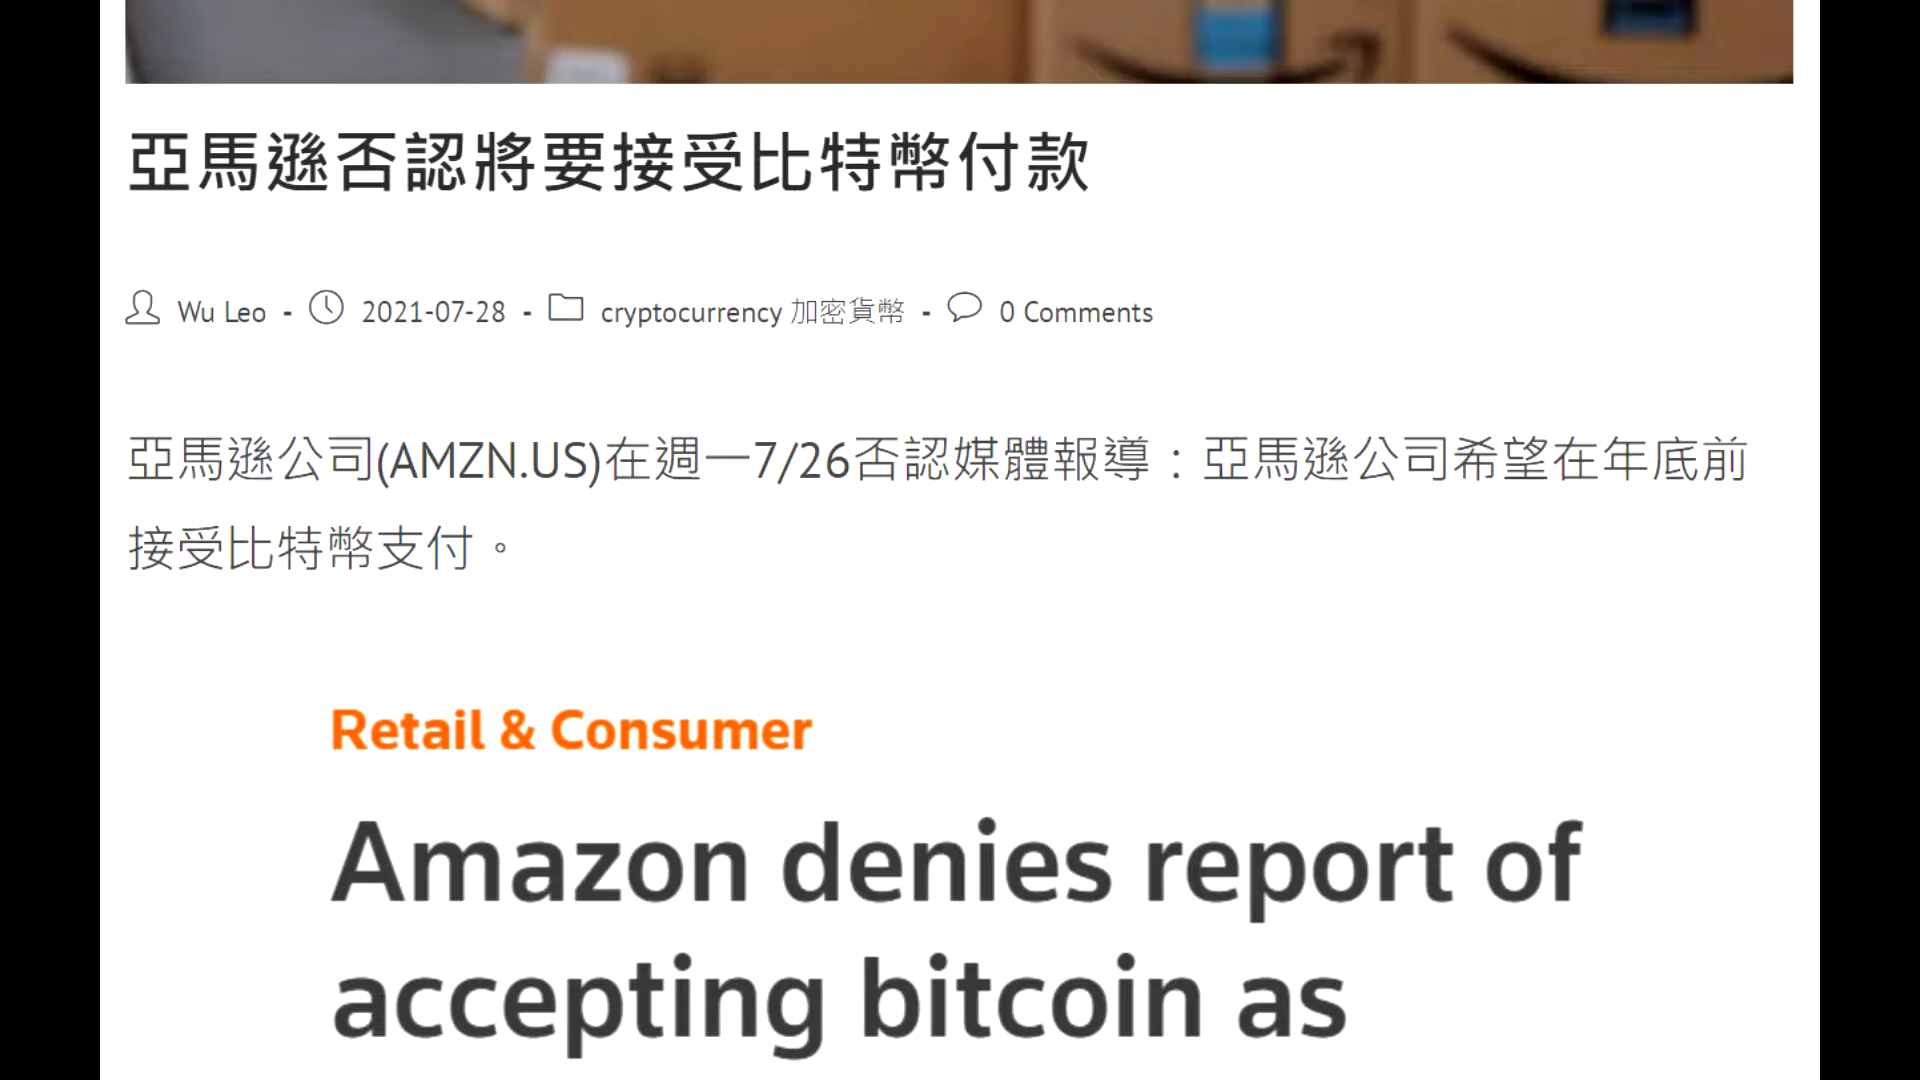 亞馬遜否認將要接受比特幣付款
Wu Leo - 2021-07-28 - cryptocurrency 加密貨幣 - 0 Comments
亞馬遜公司(AMZN.US)在週一7/26否認媒體報導：亞馬遜公司希望在年底前
接受比特幣支付。
Retail & Consumer
Amazon denies report of
accepting bitcoin as